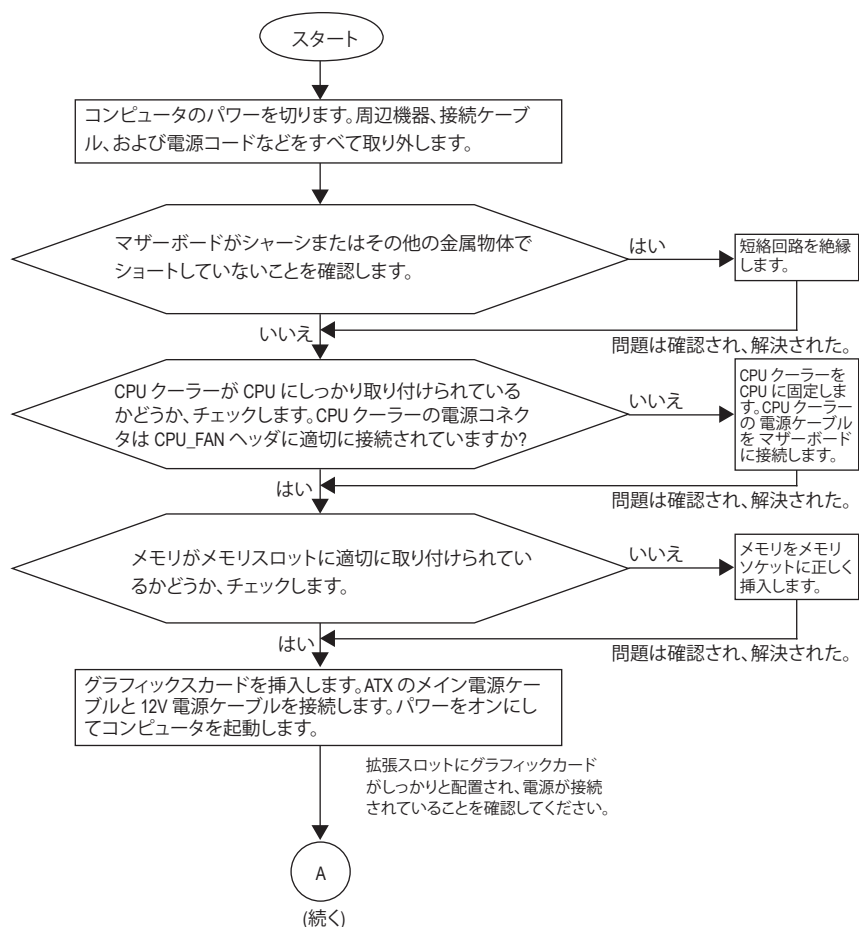 スタート
コンピュータのパワーを切ります。周辺機器、接続ケーブ
ル、および電源コードなどをすべて取り外します。
マザーボードがシャーシまたはその他の金属物体で
ショートしていないことを確認します。
はい
短絡回路を絶縁
します。
いいえ
問題は確認され、解決された。
CPU クーラーが CPU にしっかり取り付けられている
かどうか、チェックします。CPU クーラーの電源コネク
タは CPU_FAN ヘッダに適切に接続されていますか?
いいえ
CPU クーラーを
CPU に固定しま
す。CPU クーラー
の 電源ケーブル
を マザーボード
に接続します。
はい
問題は確認され、解決された。
メモリがメモリスロットに適切に取り付けられてい
るかどうか、チェックします。
いいえ
メモリをメモリ
ソケットに正しく
挿入します。
はい
問題は確認され、解決された。
グラフィックスカードを挿入します。ATX のメイン電源ケー
ブルと 12V 電源ケーブルを接続します。パワーをオンにし
てコンピュータを起動します。
拡張スロットにグラフィックカード
がしっかりと配置され、電源が接続
されていることを確認してください。
A
(続く)